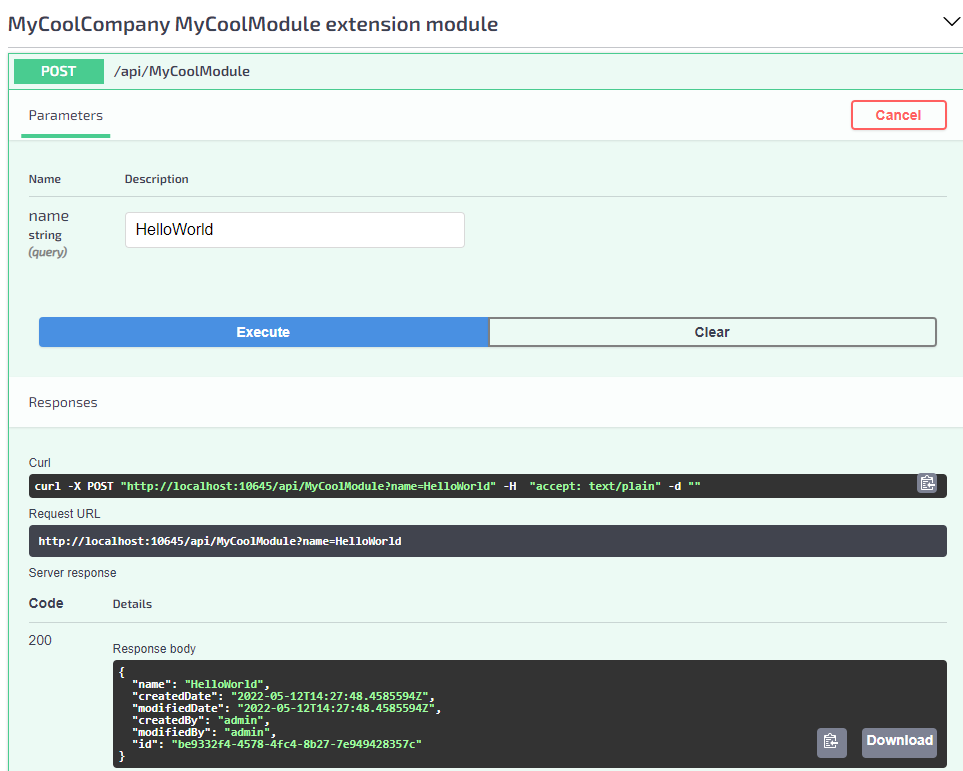 MyCoolCompany MyCoolModule extension module
POST /api/MyCoolModule
Parameters Cancel
Name Description
name
string
(query)
HelloWorld
Execute Clear
Responses
Curl
curl -X POST "http://localhost:10645/api/MyCoolModule?name=HelloWorld" -H  "accept: text/plain" -d ""
Request URL
http://localhost:10645/api/MyCoolModule?name=HelloWorld
Server response
Code Details
200
Response body
{
  "name": "HelloWorld",
  "createdDate": "2022-05-12T14:27:48.4585594Z",
  "modifiedDate": "2022-05-12T14:27:48.4585594Z",
  "createdBy": "admin",
  "modifiedBy": "admin",
  "id": "be9332f4-4578-4fc4-8b27-7e949428357c"
}
Download